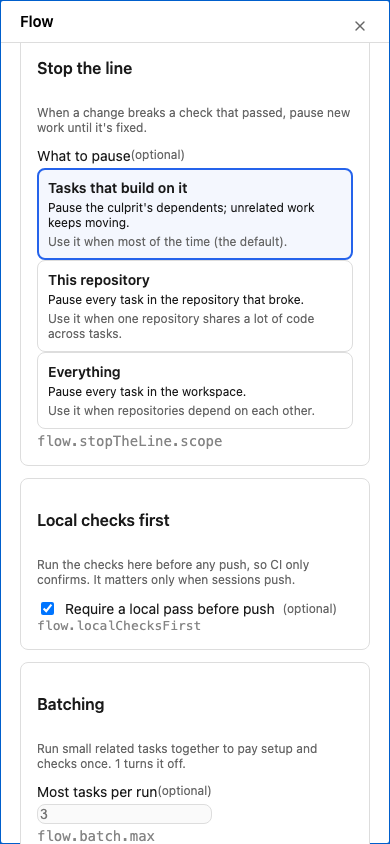 Flow
Stop the line
When a change breaks a check that passed, pause new
work until it's fixed.
What to pause(optional)
Tasks that build on it
Pause the culprit's dependents; unrelated work
keeps moving.
Use it when most of the time (the default).
This repository
Pause every task in the repository that broke.
Use it when one repository shares a lot of code
across tasks.
Everything
Pause every task in the workspace.
Use it when repositories depend on each other.
flow.stopTheLine.scope
Local checks first
Run the checks here before any push, so CI only
confirms. It matters only when sessions push.
Require a local pass before push (optional)
flow.localChecksFirst
Batching
Run small related tasks together to pay setup and
checks once. 1 turns it off.
Most tasks per run(optional)
3
flow.batch.max